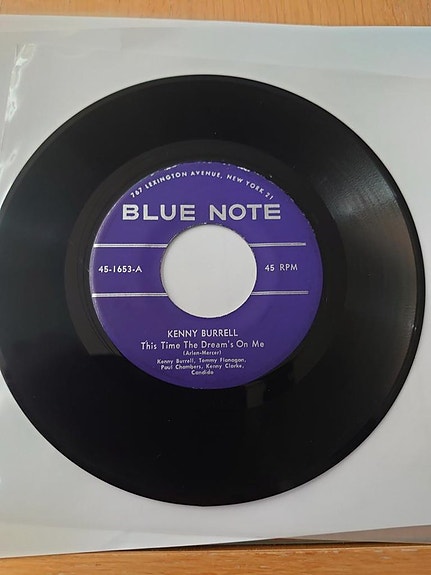 767 LEXINGTON AVENUE, NEW YORK 21
BLUE NOTE
45-1653-A
45 RPM
KENNY BURRELL
This Time The Dream's On Me
(Arlen-Mercer)
Kenny Burrell, Tommy Flanagan,
Paul Chambers, Kenny Clarke,
Candido